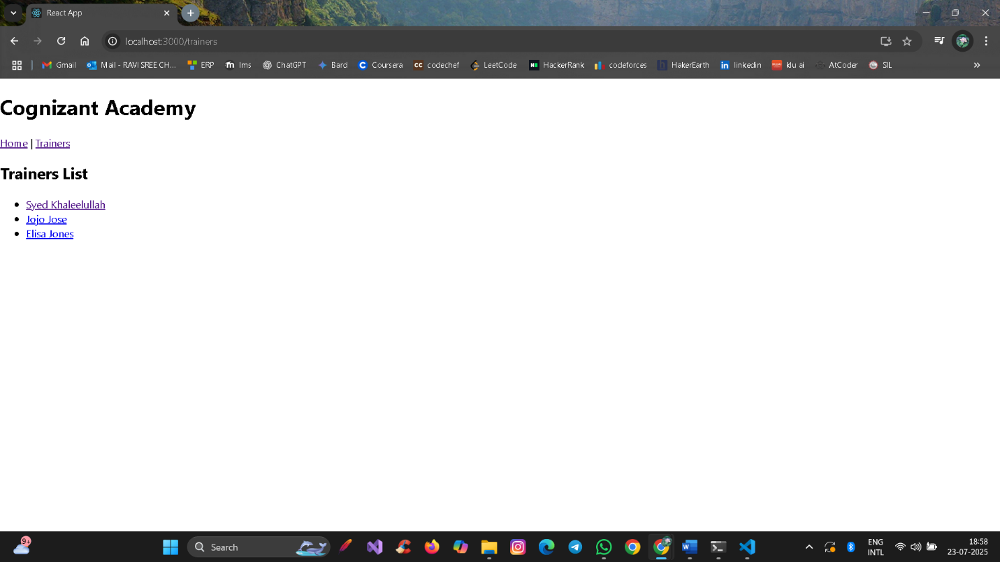 React App
localhost:3000/trainers
Gmail Mail - RAVI SREE CH... ERP lms ChatGPT Bard Coursera codechef LeetCode HackerRank codeforces HakerEarth linkedin klu ai AtCoder SIL
Cognizant Academy
Home | Trainers
Trainers List
Syed Khaleelullah
Jojo Jose
Elisa Jones
9+ Search ENG 18:58
INTL 23-07-2025